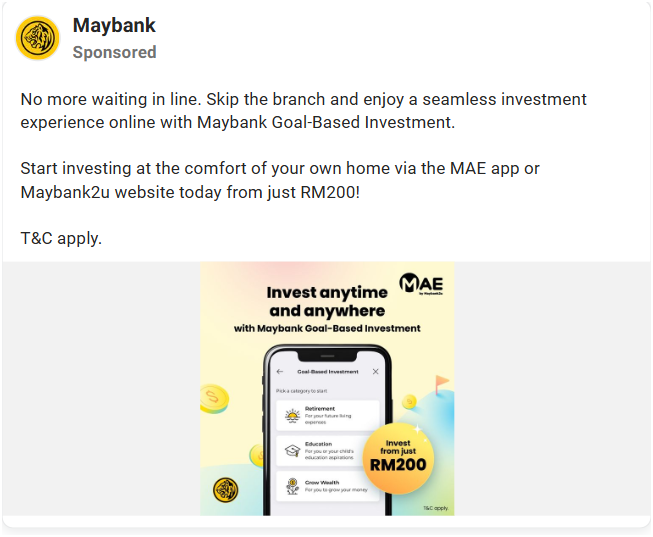 Maybank
Sponsored
No more waiting in line. Skip the branch and enjoy a seamless investment
experience online with Maybank Goal-Based Investment.
Start investing at the comfort of your own home via the MAE app or
Maybank2u website today from just RM200!
T&C apply.
MAE
by Maybank2u
Invest anytime
and anywhere
with Maybank Goal-Based Investment
Goal-Based Investment
Pick a category to start
Retirement
For your future living
expenses
Education
For you or your child's
education aspirations
Grow Wealth
For you to grow your money
Invest
from just
RM200
T&C apply.